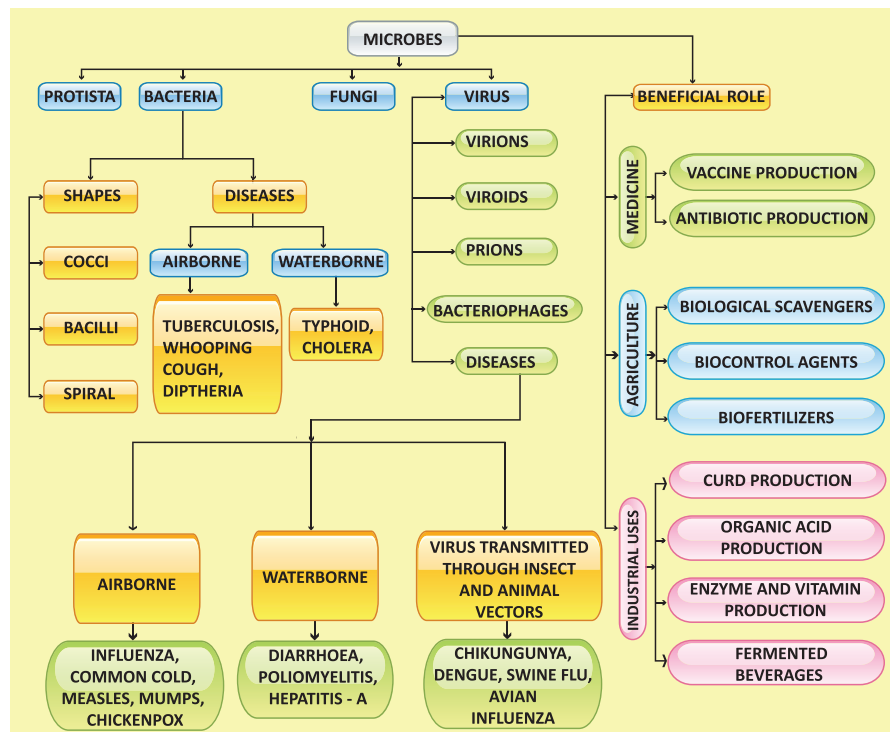 MICROBES
PROTISTA
BACTERIA
FUNGI
VIRUS
BENEFICIAL ROLE
SHAPES
COCCI
BACILLI
SPIRAL
DISEASES
AIRBORNE
WATERBORNE
TUBERCULOSIS,
WHOOPING
COUGH,
DIPTHERIA
TYPHOID,
CHOLERA
VIRIONS
VIROIDS
PRIONS
BACTERIOPHAGES
DISEASES
AIRBORNE
WATERBORNE
VIRUS TRANSMITTED
THROUGH INSECT
AND ANIMAL
VECTORS
INFLUENZA,
COMMON COLD,
MEASLES, MUMPS,
CHICKENPOX
DIARRHOEA,
POLIOMYELITIS,
HEPATITIS - A
CHIKUNGUNYA,
DENGUE, SWINE FLU,
AVIAN
INFLUENZA
MEDICINE
VACCINE PRODUCTION
ANTIBIOTIC PRODUCTION
AGRICULTURE
BIOLOGICAL SCAVENGERS
BIOCONTROL AGENTS
BIOFERTILIZERS
INDUSTRIAL USES
CURD PRODUCTION
ORGANIC ACID
PRODUCTION
ENZYME AND VITAMIN
PRODUCTION
FERMENTED
BEVERAGES